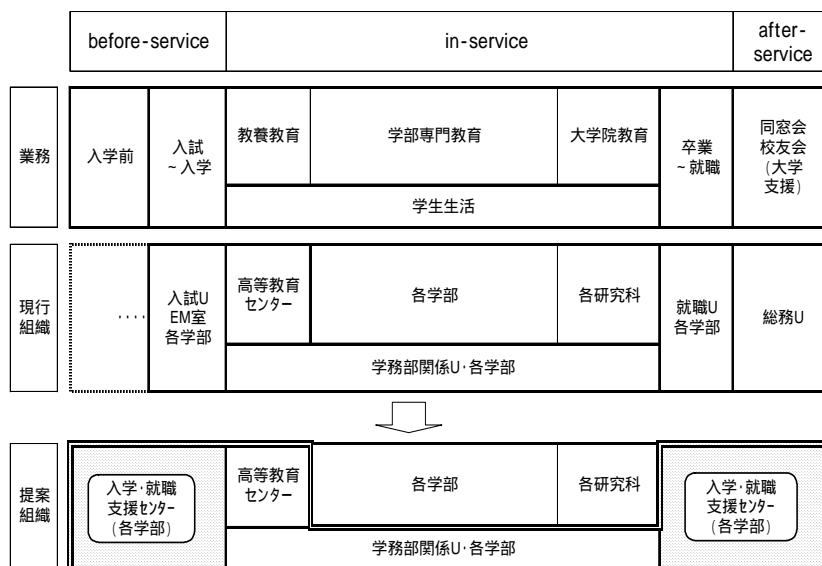 before-service
in-service
after-
service
業務
入学前
入試
~入学
教養教育
学部専門教育
大学院教育
学生生活
卒業
~就職
同窓会
校友会
(大学
支援)
現行
組織
....
入試U
EM室
各学部
高等教育
センター
各学部
各研究科
学務部関係U・各学部
就職U
各学部
総務U
提案
組織
入学・就職
支援センター
(各学部)
高等教育
センター
各学部
各研究科
学務部関係U・各学部
入学・就職
支援センター
(各学部)